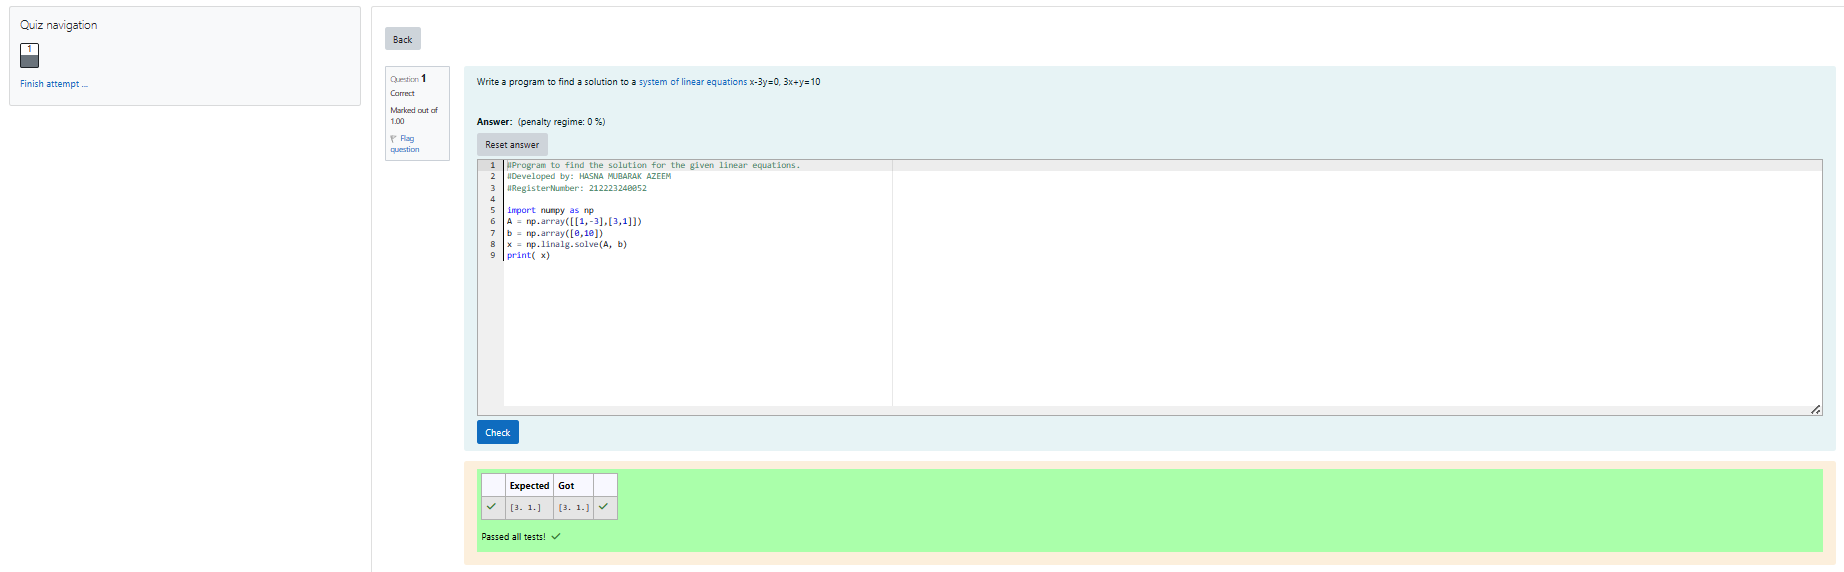 Quiz navigation
1
Finish attempt ...
Back
Question 1
Correct
Marked out of
1.00
Flag
question
Write a program to find a solution to a system of linear equations x-3y=0, 3x+y=10
Answer: (penalty regime: 0 %)
Reset answer
1 #Program to find the solution for the given linear equations.
2 #Developed by: HASNA MUBARAK AZEEM
3 #RegisterNumber: 212223240052
4
5 import numpy as np
6 A = np.array([[1,-3],[3,1]])
7 b = np.array([0,10])
8 x = np.linalg.solve(A, b)
9 print( x)
Check
Expected Got
[3. 1.] [3. 1.]
Passed all tests!